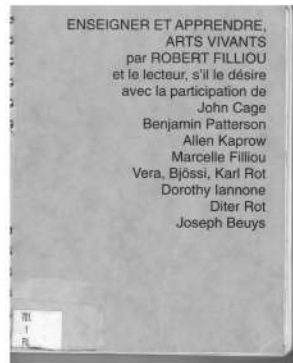 ENSEIGNER ET APPRENDRE,
ARTS VIVANTS
par ROBERT FILLIOU
et le lecteur, s'il le désire
avec la participation de
John Cage
Benjamin Patterson
Allen Kaprow
Marcelle Filliou
Vera, Bjössi, Karl Rot
Dorothy Iannone
Diter Rot
Joseph Beuys